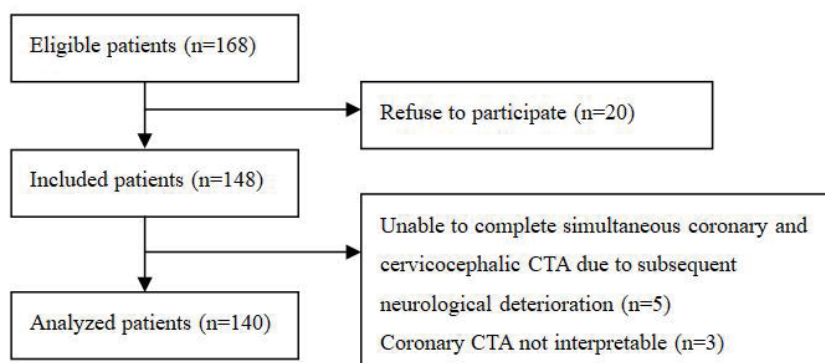 Eligible patients (n=168)
Refuse to participate (n=20)
Included patients (n=148)
Unable to complete simultaneous coronary and
cervicocephalic CTA due to subsequent
neurological deterioration (n=5)
Coronary CTA not interpretable (n=3)
Analyzed patients (n=140)